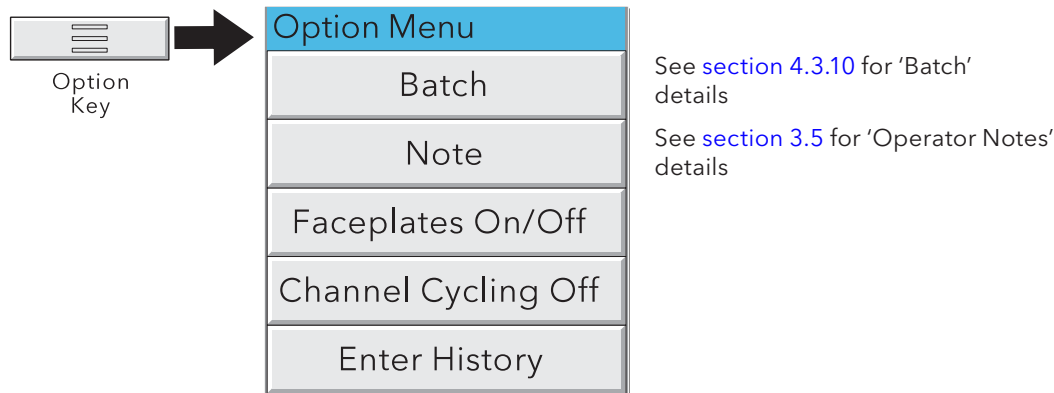 Option
Key
Option Menu
Batch
Note
Faceplates On/Off
Channel Cycling Off
Enter History
See section 4.3.10 for ‘Batch’
details
See section 3.5 for ‘Operator Notes’
details